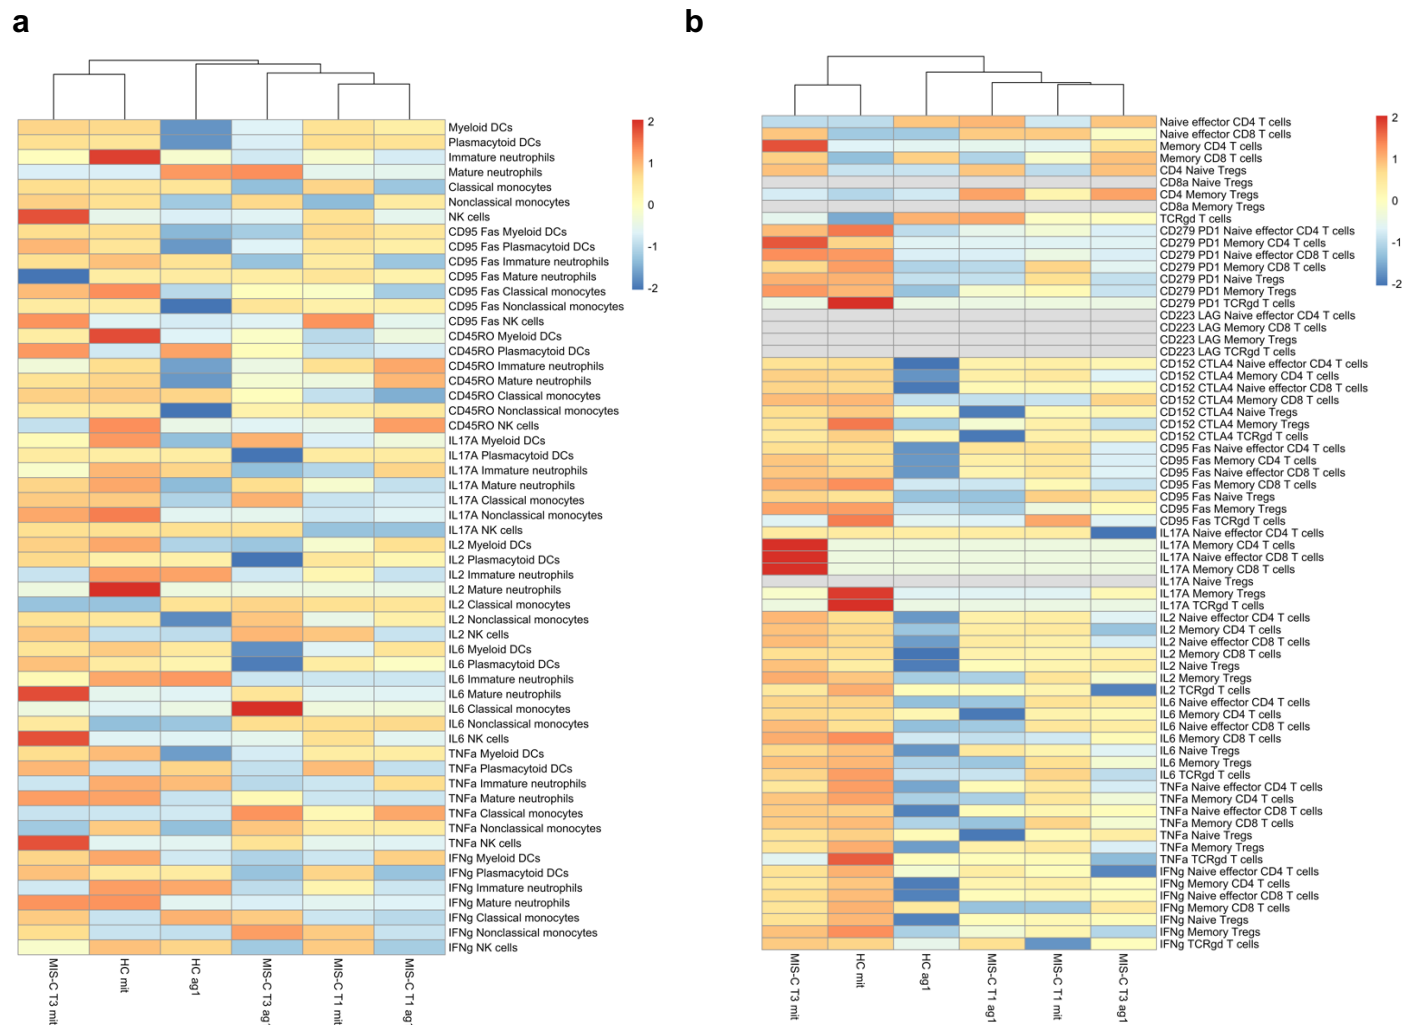 a
Myeloid DCs
Plasmacytoid DCs
Immature neutrophils
Mature neutrophils
Classical monocytes
Nonclassical monocytes
NK cells
CD95 Fas Myeloid DCs
CD95 Fas Plasmacytoid DCs
CD95 Fas Immature neutrophils
CD95 Fas Mature neutrophils
CD95 Fas Classical monocytes
CD95 Fas Nonclassical monocytes
CD95 Fas NK cells
CD45RO Myeloid DCs
CD45RO Plasmacytoid DCs
CD45RO Immature neutrophils
CD45RO Mature neutrophils
CD45RO Classical monocytes
CD45RO Nonclassical monocytes
CD45RO NK cells
IL17A Myeloid DCs
IL17A Plasmacytoid DCs
IL17A Immature neutrophils
IL17A Mature neutrophils
IL17A Classical monocytes
IL17A Nonclassical monocytes
IL17A NK cells
IL2 Myeloid DCs
IL2 Plasmacytoid DCs
IL2 Immature neutrophils
IL2 Mature neutrophils
IL2 Classical monocytes
IL2 Nonclassical monocytes
IL2 NK cells
IL6 Myeloid DCs
IL6 Plasmacytoid DCs
IL6 Immature neutrophils
IL6 Mature neutrophils
IL6 Classical monocytes
IL6 Nonclassical monocytes
IL6 NK cells
TNFa Myeloid DCs
TNFa Plasmacytoid DCs
TNFa Immature neutrophils
TNFa Mature neutrophils
TNFa Classical monocytes
TNFa Nonclassical monocytes
TNFa NK cells
IFNg Myeloid DCs
IFNg Plasmacytoid DCs
IFNg Immature neutrophils
IFNg Mature neutrophils
IFNg Classical monocytes
IFNg Nonclassical monocytes
IFNg NK cells
2
1
0
-1
-2
MIS-C T3 mit
HC mit
HC ag1
MIS-C T3 ag1
MIS-C T1 mit
MIS-C T1 ag1
b
Naive effector CD4 T cells
Naive effector CD8 T cells
Memory CD4 T cells
Memory CD8 T cells
CD4 Naive Tregs
CD8a Naive Tregs
CD4 Memory Tregs
CD8a Memory Tregs
TCRgd T cells
CD279 PD1 Naive effector CD4 T cells
CD279 PD1 Memory CD4 T cells
CD279 PD1 Naive effector CD8 T cells
CD279 PD1 Memory CD8 T cells
CD279 PD1 Naive Tregs
CD279 PD1 Memory Tregs
CD279 PD1 TCRgd T cells
CD223 LAG Naive effector CD4 T cells
CD223 LAG Memory CD8 T cells
CD223 LAG Memory Tregs
CD223 LAG TCRgd T cells
CD152 CTLA4 Naive effector CD4 T cells
CD152 CTLA4 Memory CD4 T cells
CD152 CTLA4 Naive effector CD8 T cells
CD152 CTLA4 Memory CD8 T cells
CD152 CTLA4 Naive Tregs
CD152 CTLA4 Memory Tregs
CD152 CTLA4 TCRgd T cells
CD95 Fas Naive effector CD4 T cells
CD95 Fas Memory CD4 T cells
CD95 Fas Naive effector CD8 T cells
CD95 Fas Memory CD8 T cells
CD95 Fas Naive Tregs
CD95 Fas Memory Tregs
CD95 Fas TCRgd T cells
IL17A Naive effector CD4 T cells
IL17A Memory CD4 T cells
IL17A Naive effector CD8 T cells
IL17A Memory CD8 T cells
IL17A Naive Tregs
IL17A Memory Tregs
IL17A TCRgd T cells
IL2 Naive effector CD4 T cells
IL2 Memory CD4 T cells
IL2 Naive effector CD8 T cells
IL2 Memory CD8 T cells
IL2 Naive Tregs
IL2 Memory Tregs
IL2 TCRgd T cells
IL6 Naive effector CD4 T cells
IL6 Memory CD4 T cells
IL6 Naive effector CD8 T cells
IL6 Memory CD8 T cells
IL6 Naive Tregs
IL6 Memory Tregs
IL6 TCRgd T cells
TNFa Naive effector CD4 T cells
TNFa Memory CD4 T cells
TNFa Naive effector CD8 T cells
TNFa Memory CD8 T cells
TNFa Naive Tregs
TNFa Memory Tregs
TNFa TCRgd T cells
IFNg Naive effector CD4 T cells
IFNg Memory CD4 T cells
IFNg Naive effector CD8 T cells
IFNg Memory CD8 T cells
IFNg Naive Tregs
IFNg Memory Tregs
IFNg TCRgd T cells
2
1
0
-1
-2
MIS-C T3 mit
HC mit
HC ag1
MIS-C T1 ag1
MIS-C T1 mit
MIS-C T3 ag1